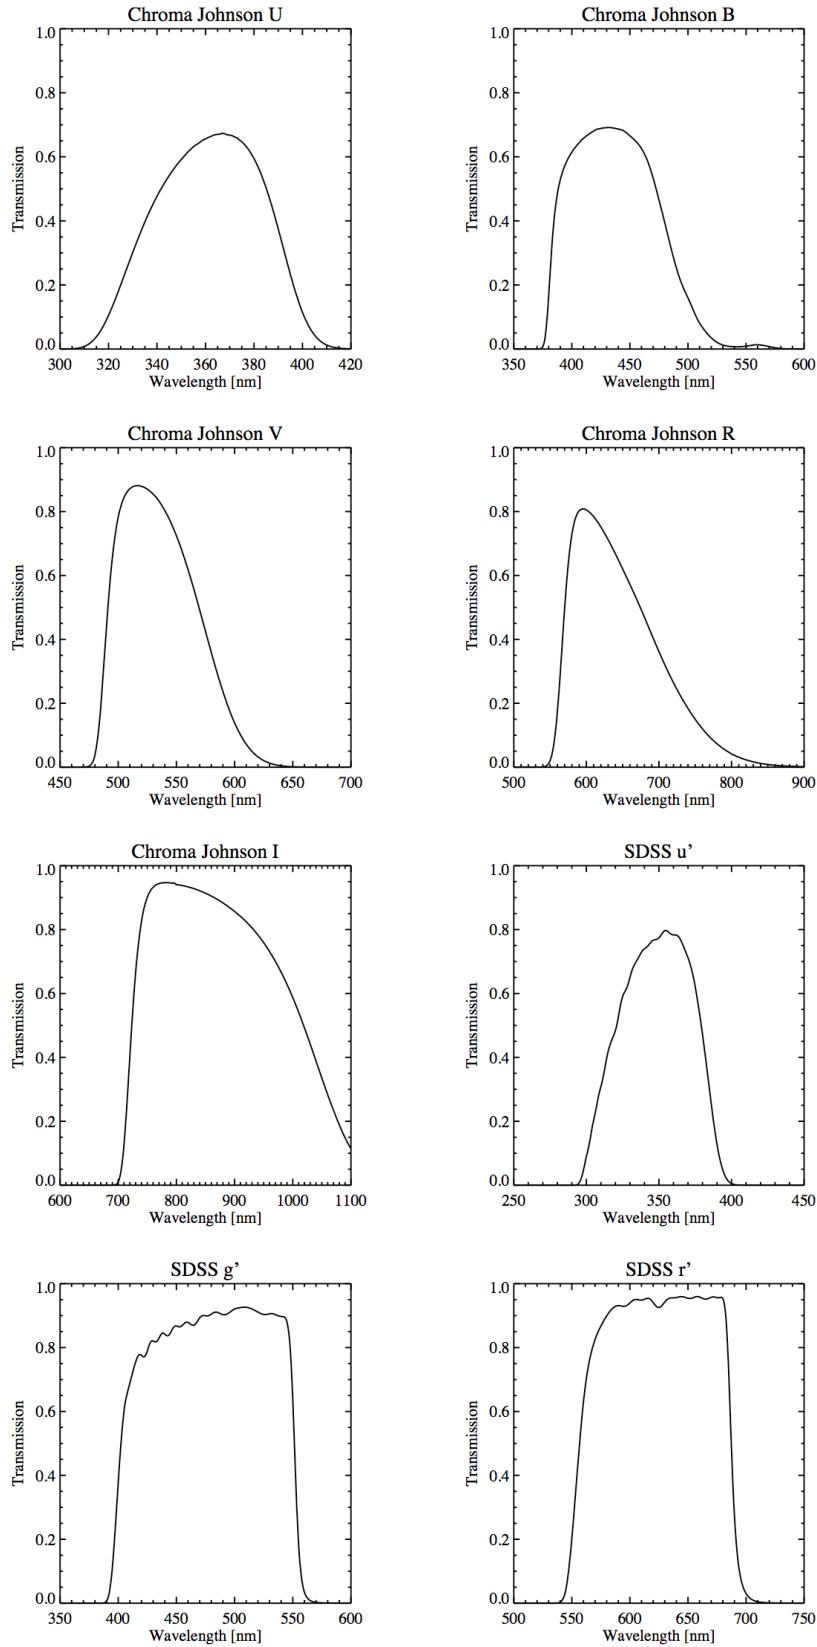 Chroma Johnson U
1.0
0.8
0.6
0.4
0.2
0.0
Transmission
300 320 340 360 380 400 420
Wavelength [nm]
Chroma Johnson B
1.0
0.8
0.6
0.4
0.2
0.0
Transmission
350 400 450 500 550 600
Wavelength [nm]
Chroma Johnson V
1.0
0.8
0.6
0.4
0.2
0.0
Transmission
450 500 550 600 650 700
Wavelength [nm]
Chroma Johnson R
1.0
0.8
0.6
0.4
0.2
0.0
Transmission
500 600 700 800 900
Wavelength [nm]
Chroma Johnson I
1.0
0.8
0.6
0.4
0.2
0.0
Transmission
600 700 800 900 1000 1100
Wavelength [nm]
SDSS u’
1.0
0.8
0.6
0.4
0.2
0.0
Transmission
250 300 350 400 450
Wavelength [nm]
SDSS g’
1.0
0.8
0.6
0.4
0.2
0.0
Transmission
350 400 450 500 550 600
Wavelength [nm]
SDSS r’
1.0
0.8
0.6
0.4
0.2
0.0
Transmission
500 550 600 650 700 750
Wavelength [nm]